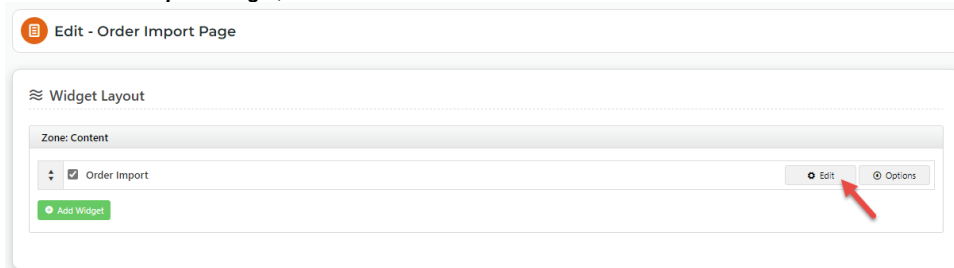 Edit - Order Import Page
Widget Layout
Zone: Content
Order Import
Edit
Options
Add Widget